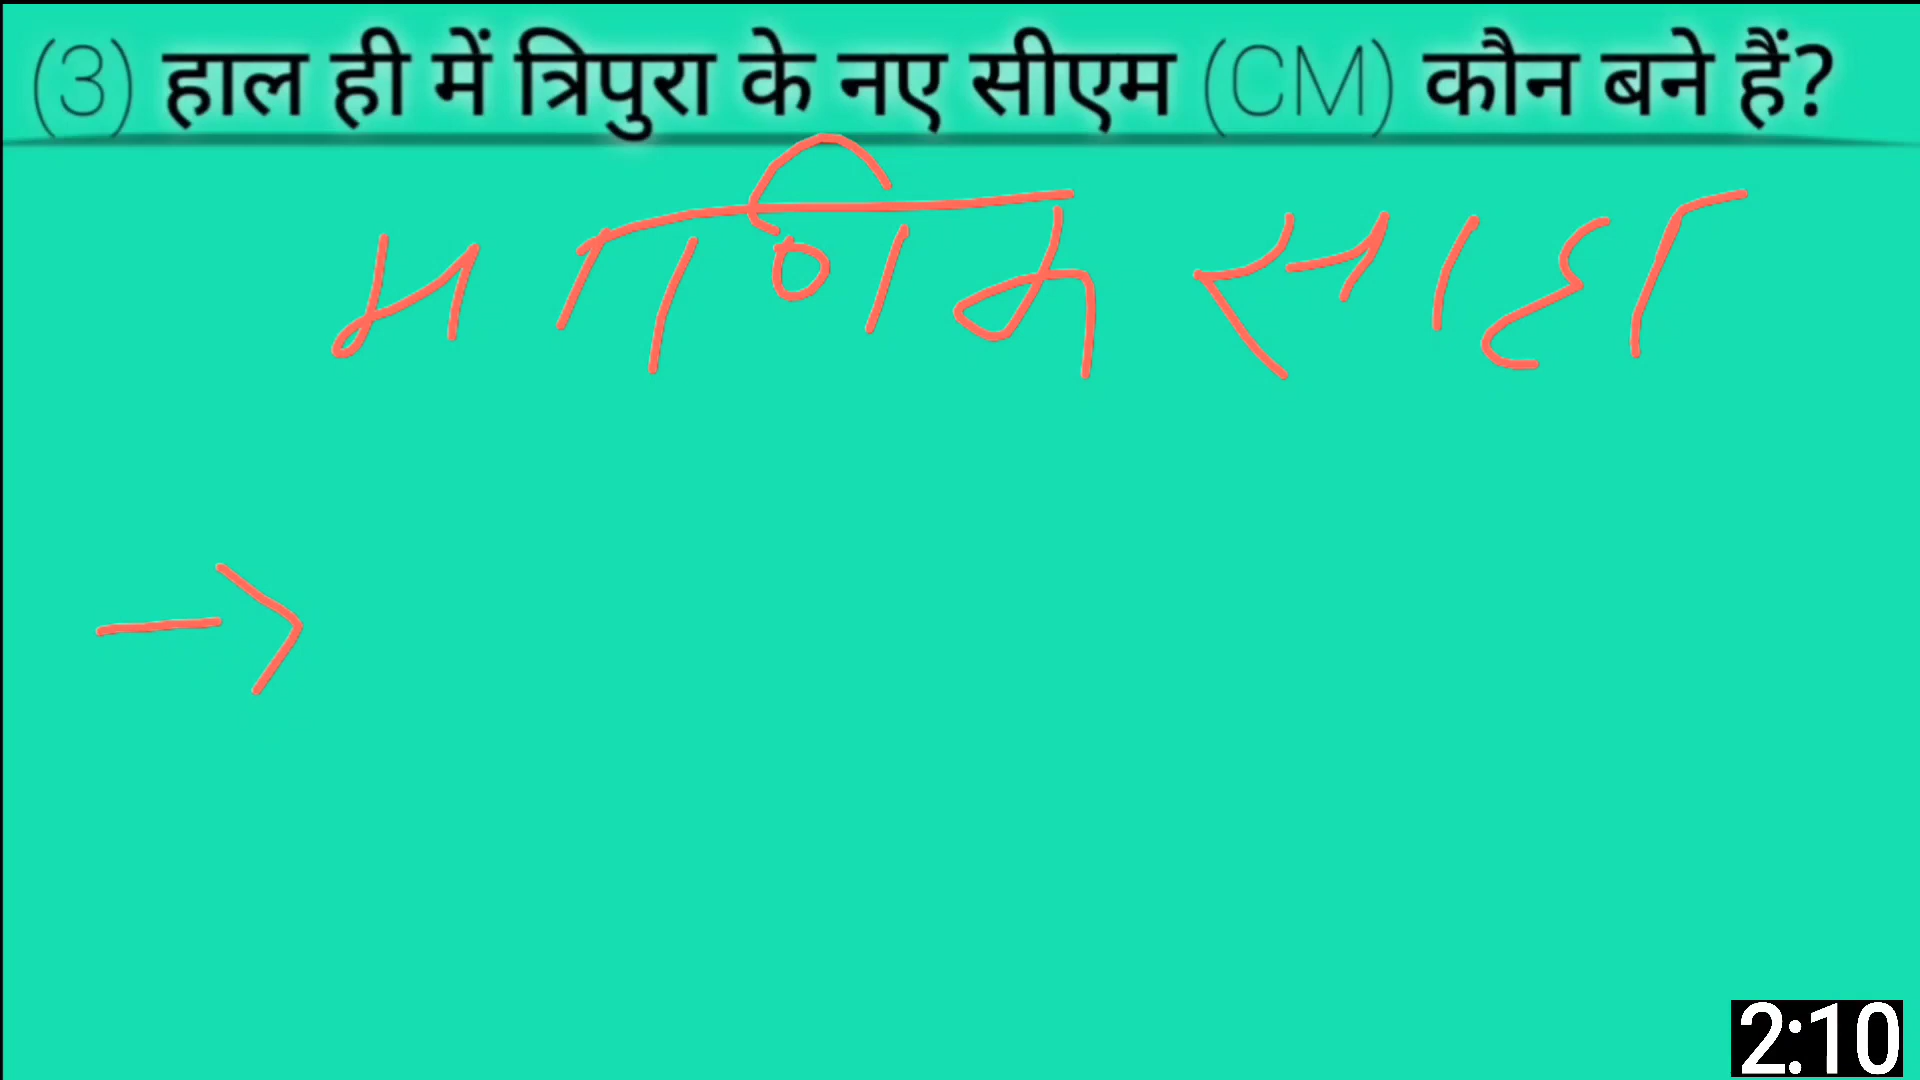 (3) हाल ही में त्रिपुरा के नए सीएम (CM) कौन बने हैं?
माणिक साहा
→
2:10